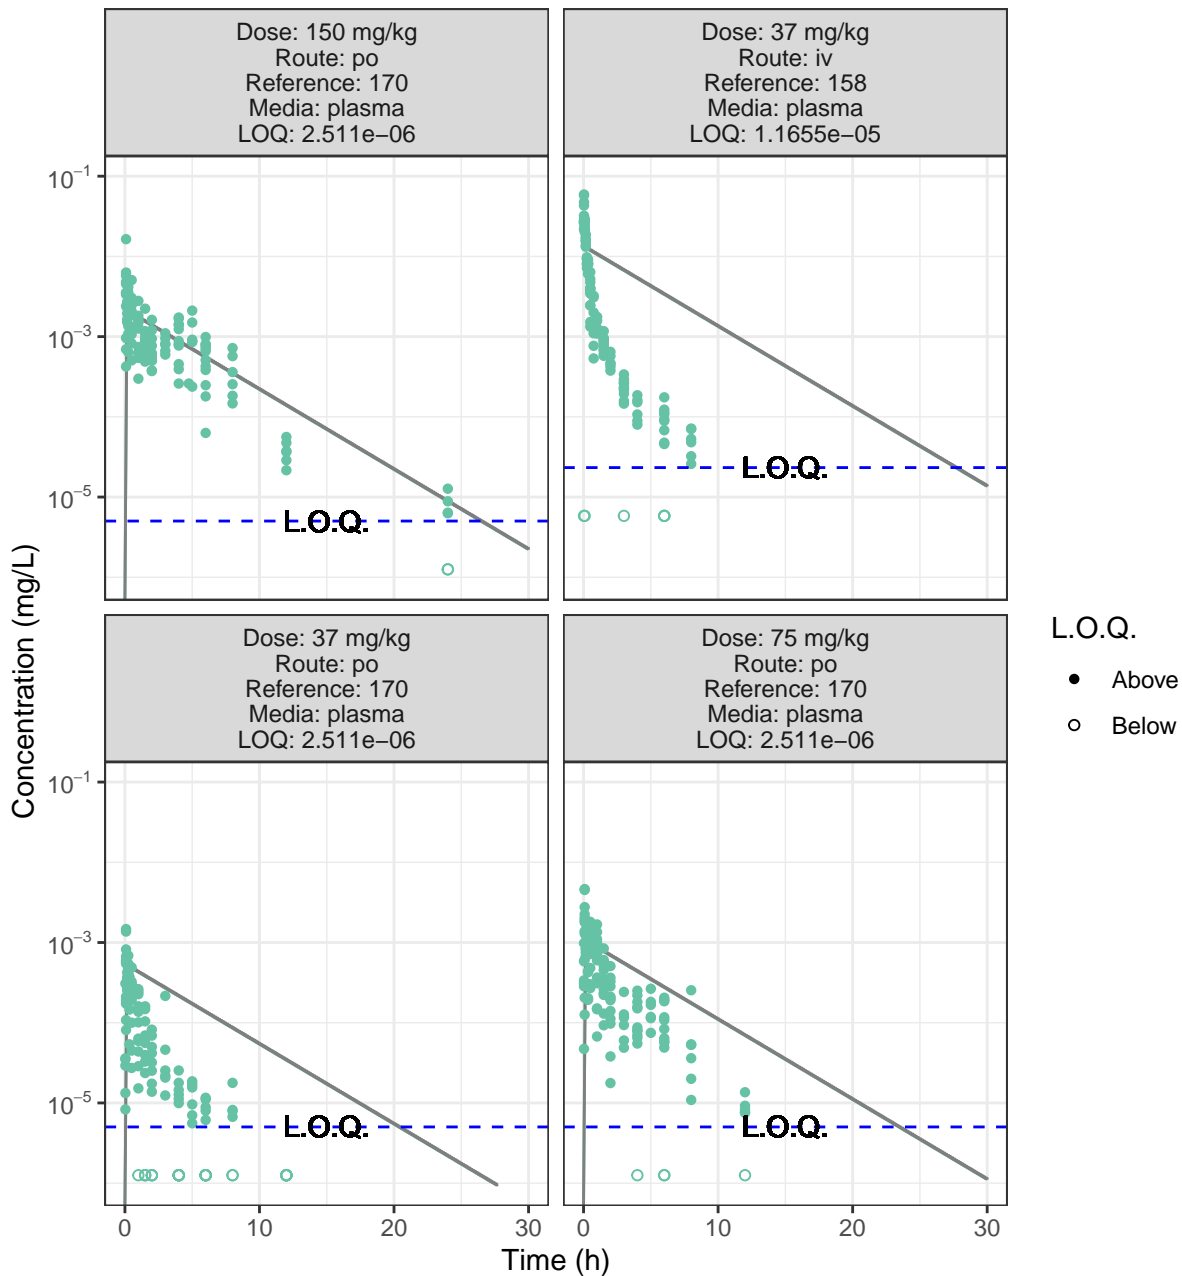 Dose: 150 mg/kg
Route: po
Reference: 170
Media: plasma
LOQ: 2.511e−06
Dose: 37 mg/kg
Route: iv
Reference: 158
Media: plasma
LOQ: 1.1655e−05
10−1
10−3
10−5
L.O.Q.
L.O.Q.
Dose: 37 mg/kg
Route: po
Reference: 170
Media: plasma
LOQ: 2.511e−06
Dose: 75 mg/kg
Route: po
Reference: 170
Media: plasma
LOQ: 2.511e−06
10−1
10−3
10−5
L.O.Q.
L.O.Q.
0 10 20 30
0 10 20 30
Time (h)
Concentration (mg/L)
L.O.Q.
Above
Below